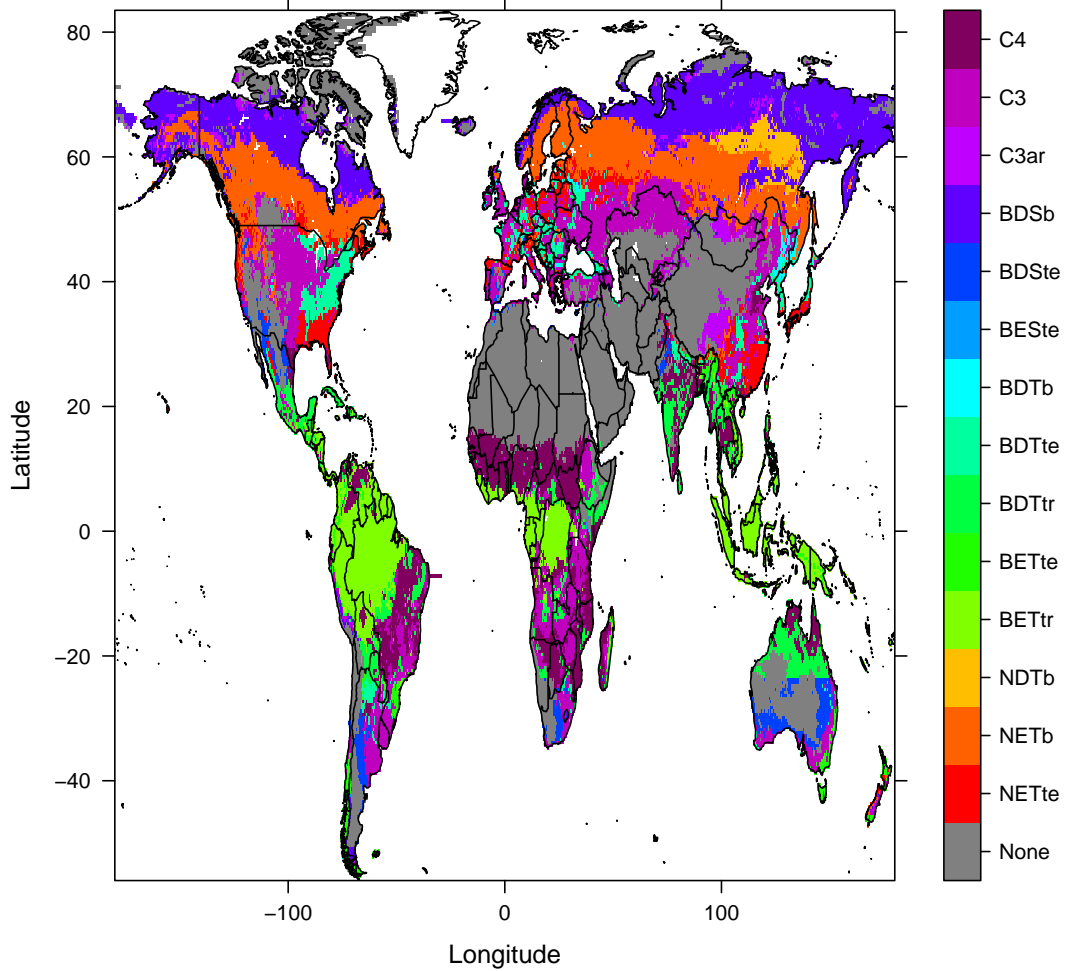 80
60
40
20
0
−20
−40
Latitude
−100
0
100
Longitude
C4
C3
C3ar
BDSb
BDSte
BESte
BDTb
BDTte
BDTtr
BETte
BETtr
NDTb
NETb
NETte
None